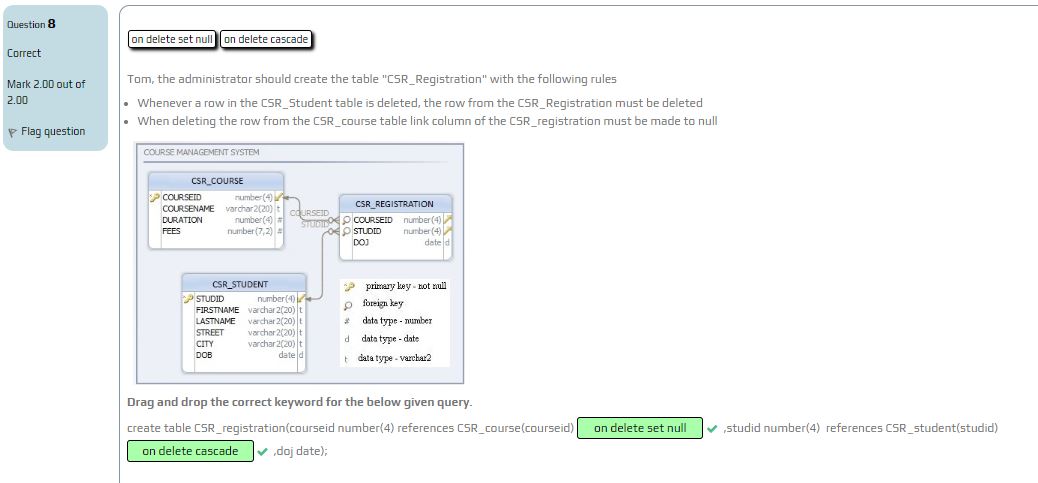 Question 8
Correct
Mark 2.00 out of
2.00
Flag question
on delete set null on delete cascade
Tom, the administrator should create the table "CSR_Registration" with the following rules
Whenever a row in the CSR_Student table is deleted, the row from the CSR_Registration must be deleted
When deleting the row from the CSR_course table link column of the CSR_registration must be made to null
COURSE MANAGEMENT SYSTEM
CSR_COURSE
COURSEID number(4)
COURSENAME varchar2(20) t
DURATION number(4) #
FEES number(7,2) #
COURSEID
STUDID
CSR_REGISTRATION
COURSEID number(4)
STUDID number(4)
DOJ date d
CSR_STUDENT
STUDID number(4)
FIRSTNAME varchar2(20) t
LASTNAME varchar2(20) t
STREET varchar2(20) t
CITY varchar2(20) t
DOB date d
primary key - not null
foreign key
# data type - number
d data type - date
t data type - varchar2
Drag and drop the correct keyword for the below given query.
create table CSR_registration(courseid number(4) references CSR_course(courseid) on delete set null ,studid number(4) references CSR_student(studid)
on delete cascade ,doj date);